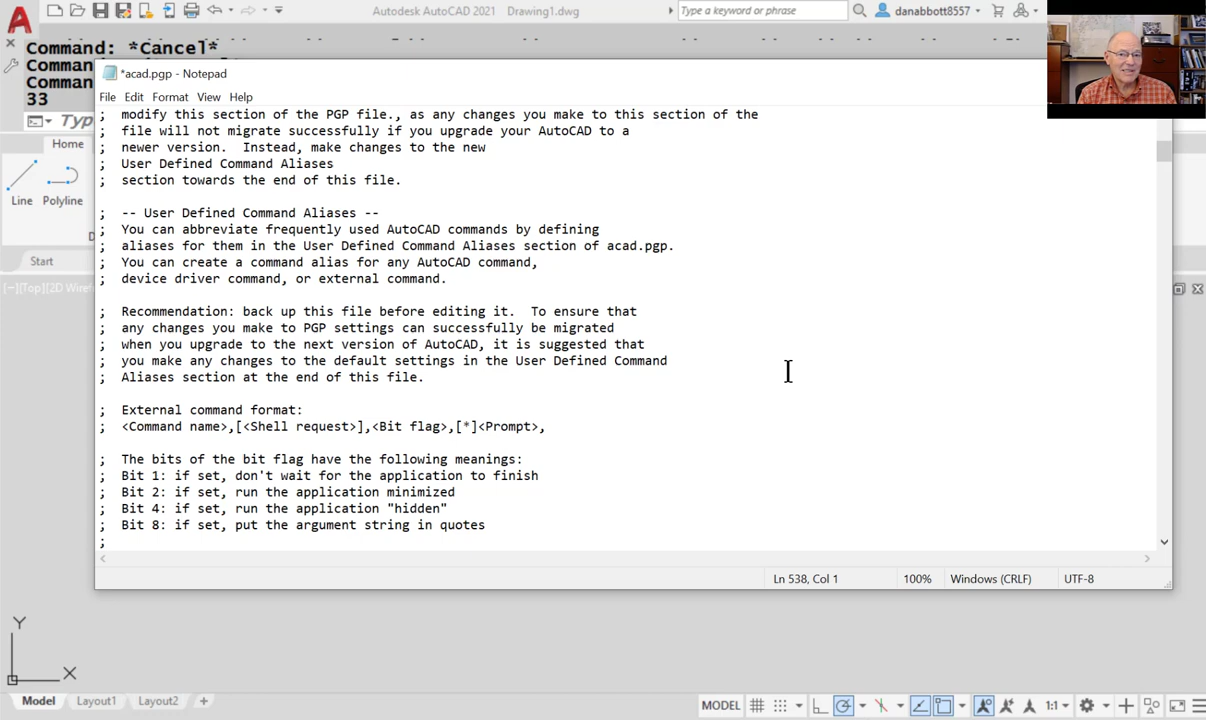 Autodesk AutoCAD 2021 Drawing1.dwg
Type a keyword or phrase
danabbott8557
Command: *Cancel*
Command
Command
33
Typ
*acad.pgp - Notepad
File Edit Format View Help
; modify this section of the PGP file., as any changes you make to this section of the
; file will not migrate successfully if you upgrade your AutoCAD to a
; newer version. Instead, make changes to the new
; User Defined Command Aliases
; section towards the end of this file.
; -- User Defined Command Aliases --
; You can abbreviate frequently used AutoCAD commands by defining
; aliases for them in the User Defined Command Aliases section of acad.pgp.
; You can create a command alias for any AutoCAD command,
; device driver command, or external command.
; Recommendation: back up this file before editing it. To ensure that
; any changes you make to PGP settings can successfully be migrated
; when you upgrade to the next version of AutoCAD, it is suggested that
; you make any changes to the default settings in the User Defined Command
; Aliases section at the end of this file.
; External command format:
; <Command name>,[<Shell request>],<Bit flag>,[*]<Prompt>,
; The bits of the bit flag have the following meanings:
; Bit 1: if set, don't wait for the application to finish
; Bit 2: if set, run the application minimized
; Bit 4: if set, run the application "hidden"
; Bit 8: if set, put the argument string in quotes
;
Ln 538, Col 1 100% Windows (CRLF) UTF-8
Home
Line Polyline
Start
[−][Top][2D Wirefr
Y
X
Model Layout1 Layout2 +
MODEL 1:1